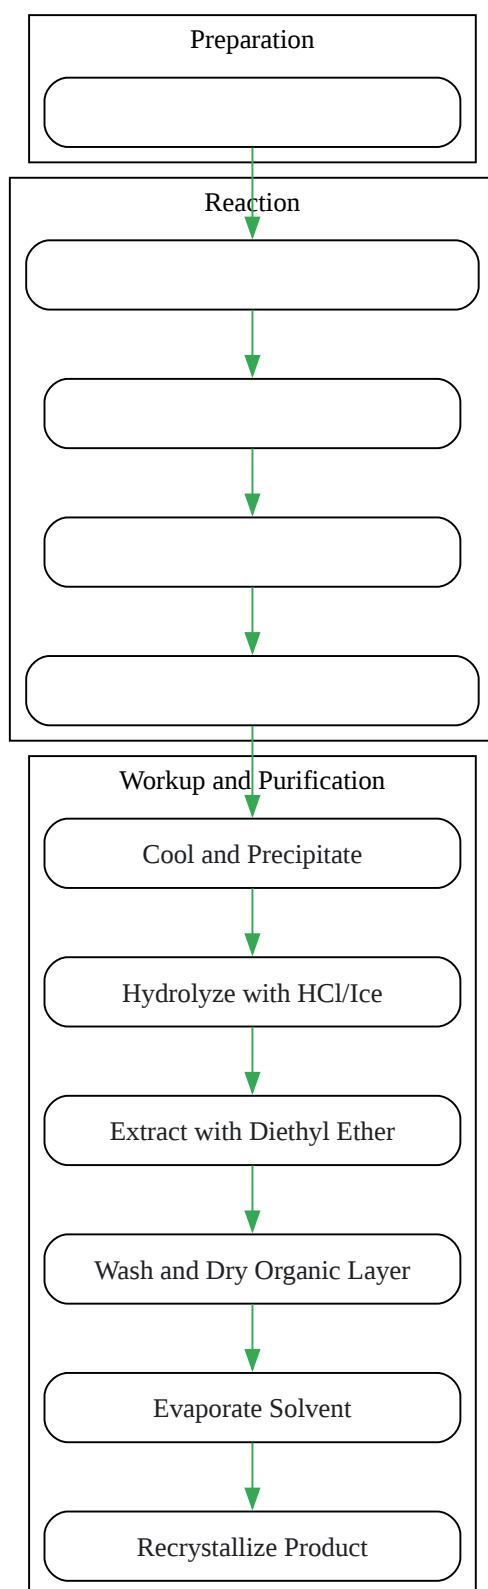 Preparation
Reaction
Workup and Purification
Cool and Precipitate
Hydrolyze with HCl/Ice
Extract with Diethyl Ether
Wash and Dry Organic Layer
Evaporate Solvent
Recrystallize Product